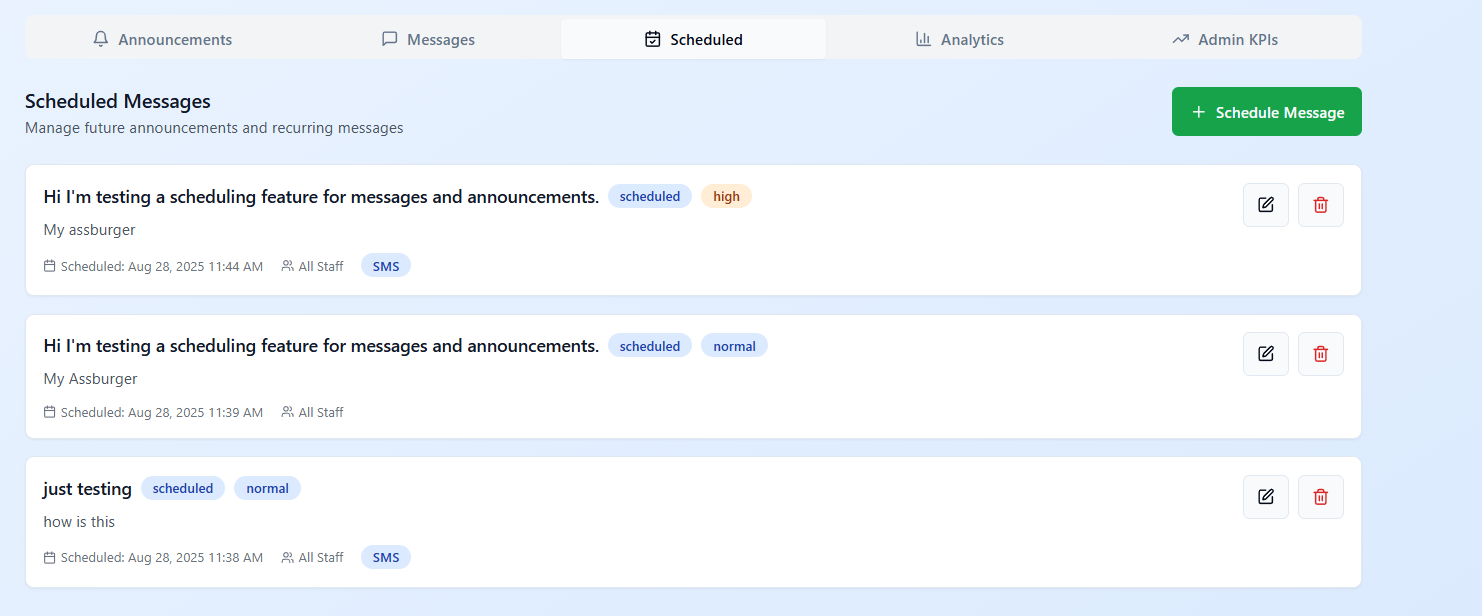 Announcements Messages Scheduled Analytics Admin KPIs
Scheduled Messages
Manage future announcements and recurring messages
+ Schedule Message
Hi I'm testing a scheduling feature for messages and announcements. scheduled high
My assburger
Scheduled: Aug 28, 2025 11:44 AM All Staff SMS
Hi I'm testing a scheduling feature for messages and announcements. scheduled normal
My Assburger
Scheduled: Aug 28, 2025 11:39 AM All Staff
just testing scheduled normal
how is this
Scheduled: Aug 28, 2025 11:38 AM All Staff SMS